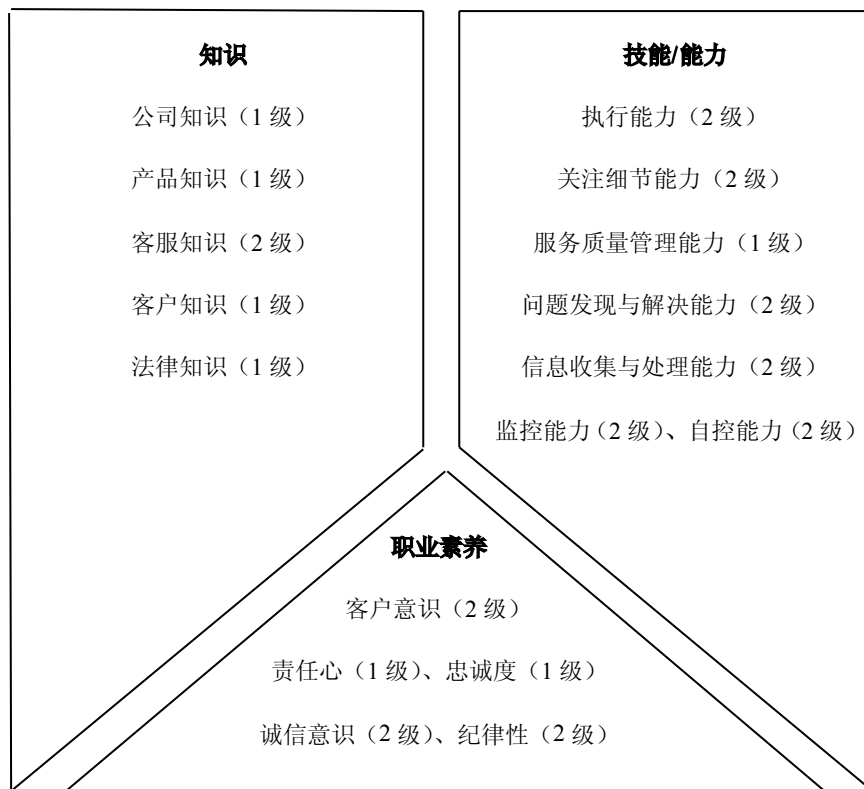 知识
公司知识（1 级）
产品知识（1 级）
客服知识（2 级）
客户知识（1 级）
法律知识（1 级）
技能/能力
执行能力（2 级）
关注细节能力（2 级）
服务质量管理能力（1 级）
问题发现与解决能力（2 级）
信息收集与处理能力（2 级）
监控能力（2 级）、自控能力（2 级）
职业素养
客户意识（2 级）
责任心（1 级）、忠诚度（1 级）
诚信意识（2 级）、纪律性（2 级）